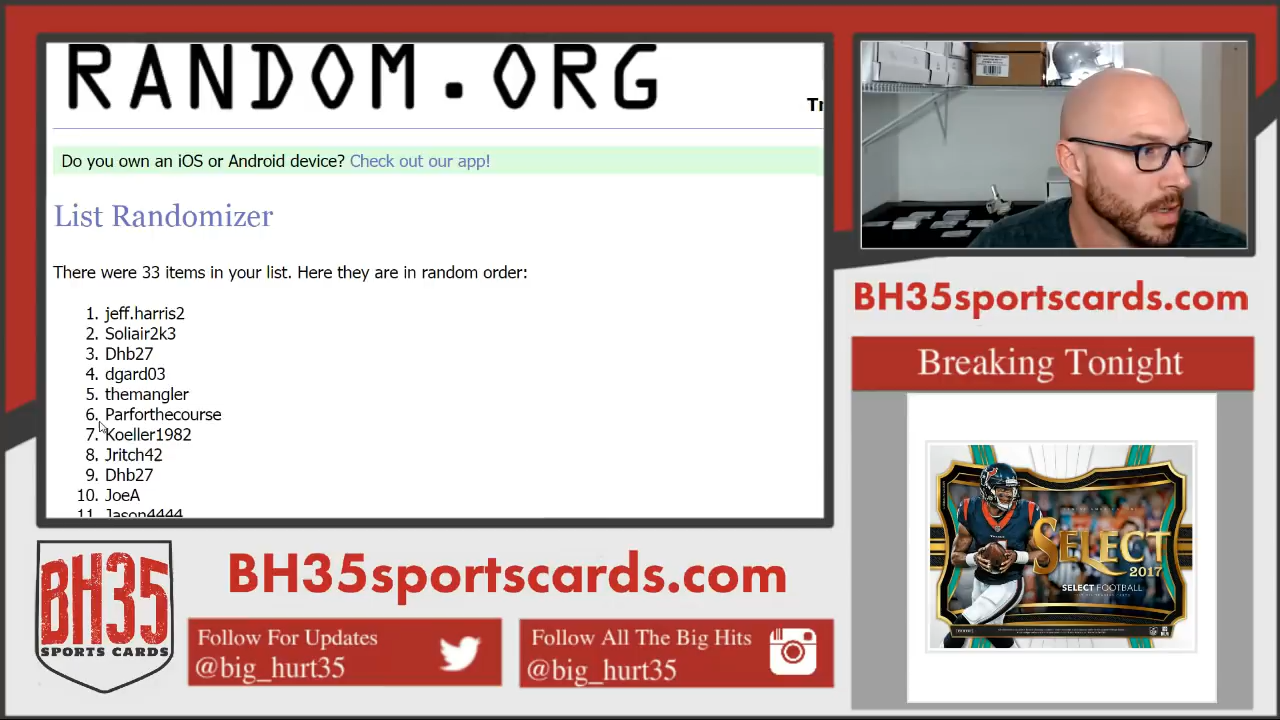 RANDOM.ORG
Do you own an iOS or Android device? Check out our app!
List Randomizer
There were 33 items in your list. Here they are in random order:
1. jeff.harris2
2. Soliair2k3
3. Dhb27
4. dgard03
5. themangler
6. Parforthecourse
7. Koeller1982
8. Jritch42
9. Dhb27
10. JoeA
11. Jason4444
BH35sportscards.com
Breaking Tonight
SELECT
2017
SELECT FOOTBALL
BH35
SPORTS CARDS
BH35sportscards.com
Follow For Updates
@big_hurt35
Follow All The Big Hits
@big_hurt35